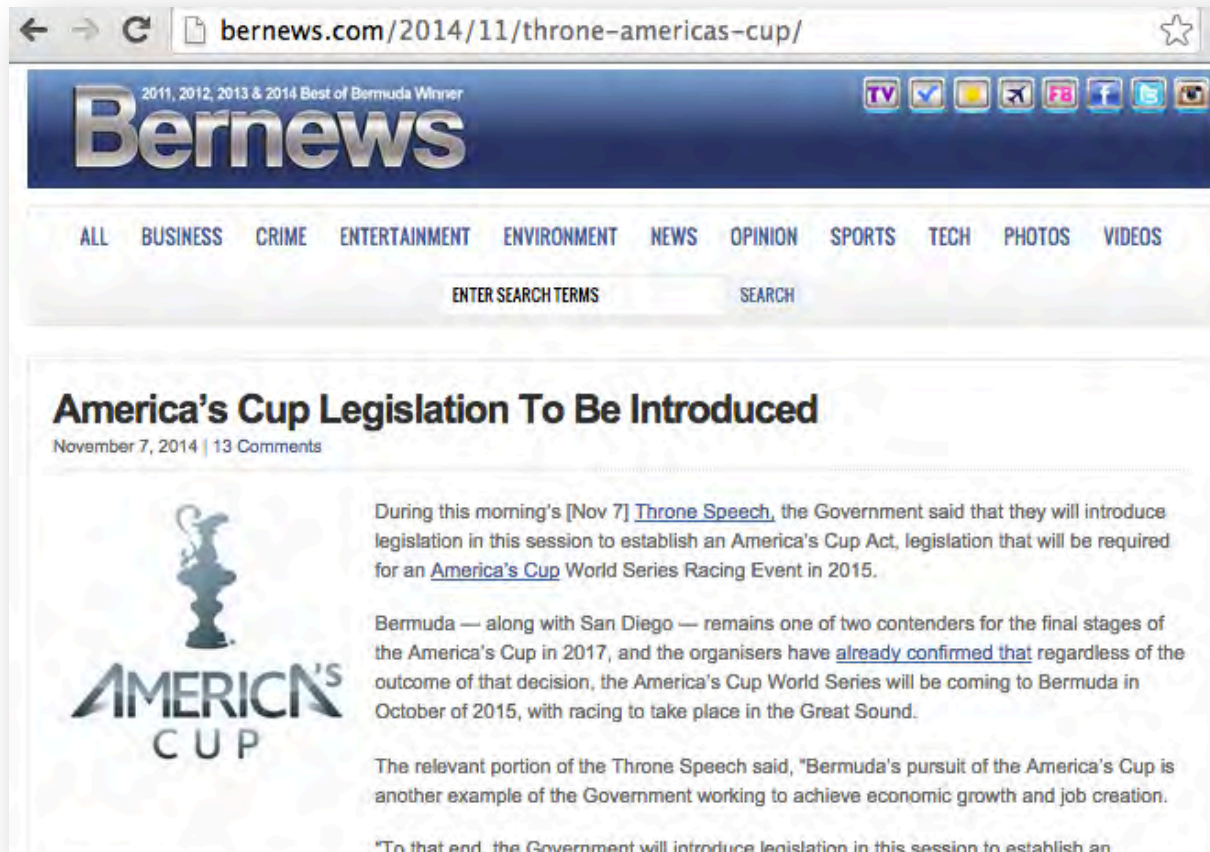 bernews.com/2014/11/throne-americas-cup/
2011, 2012, 2013 & 2014 Best of Bermuda Winner
Bernews
TV FB f
ALL BUSINESS CRIME ENTERTAINMENT ENVIRONMENT NEWS OPINION SPORTS TECH PHOTOS VIDEOS
ENTER SEARCH TERMS SEARCH
America's Cup Legislation To Be Introduced
November 7, 2014 | 13 Comments
AMERICA'S
CUP
During this morning's [Nov 7] Throne Speech, the Government said that they will introduce
legislation in this session to establish an America's Cup Act, legislation that will be required
for an America's Cup World Series Racing Event in 2015.
Bermuda — along with San Diego — remains one of two contenders for the final stages of
the America's Cup in 2017, and the organisers have already confirmed that regardless of the
outcome of that decision, the America's Cup World Series will be coming to Bermuda in
October of 2015, with racing to take place in the Great Sound.
The relevant portion of the Throne Speech said, "Bermuda's pursuit of the America's Cup is
another example of the Government working to achieve economic growth and job creation.
"To that end, the Government will introduce legislation in this session to establish an